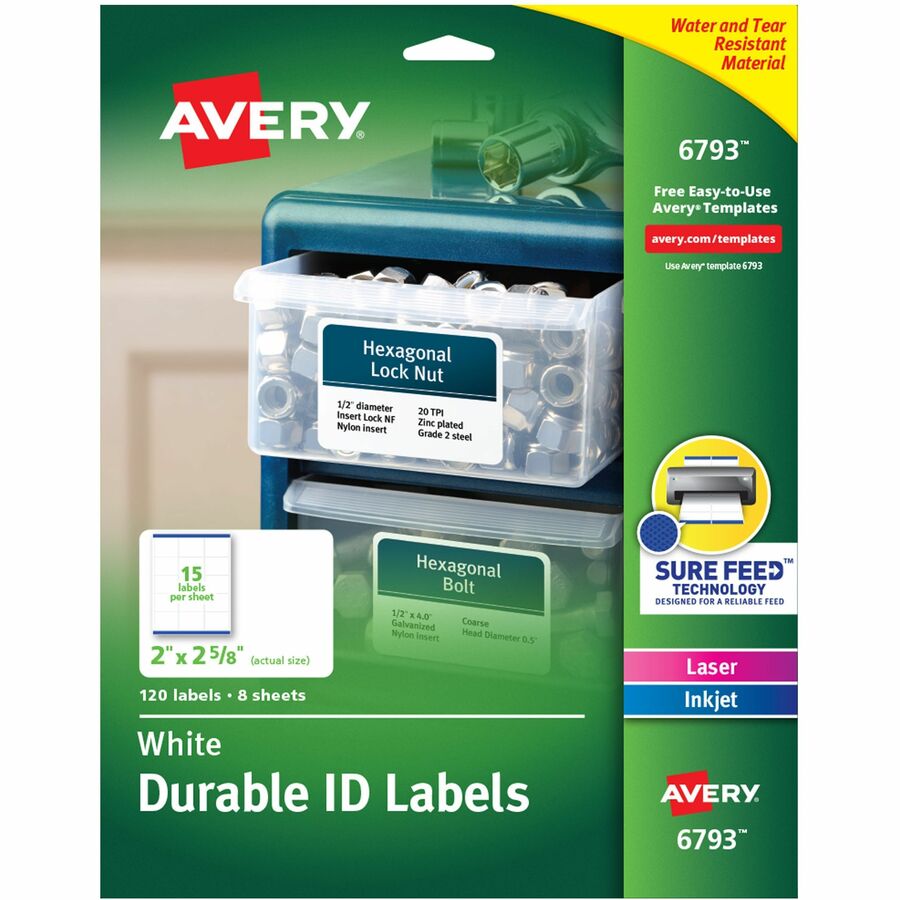 Water and Tear
Resistant
Material
AVERY®
6793™
Free Easy-to-Use
Avery® Templates
avery.com/templates
Use Avery® template 6793
Hexagonal
Lock Nut
1/2" diameter
Insert Lock NF
Nylon insert
20 TPI
Zinc plated
Grade 2 steel
Hexagonal
Bolt
1/2" x 4.0"
Galvanized
Nylon insert
Coarse
Head Diameter 0.5"
15
labels
per sheet
2" x 2 5/8" (actual size)
120 labels • 8 sheets
SURE FEED™
TECHNOLOGY
DESIGNED FOR A RELIABLE FEED
Laser
Inkjet
White
Durable ID Labels
AVERY®
6793™